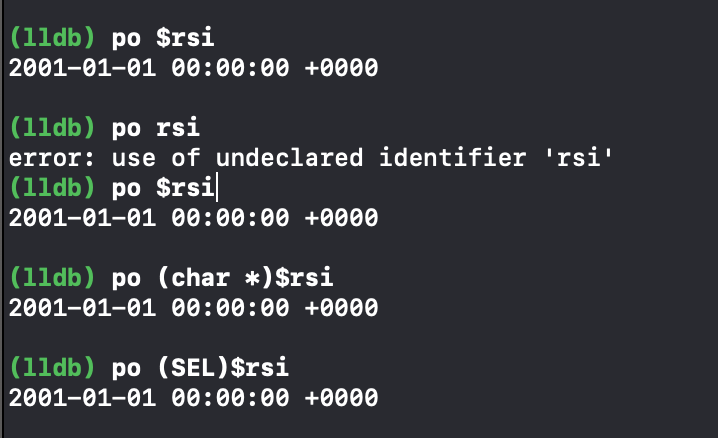 (lldb) po $rsi
2001-01-01 00:00:00 +0000
(lldb) po rsi
error: use of undeclared identifier 'rsi'
(lldb) po $rsi
2001-01-01 00:00:00 +0000
(lldb) po (char *)$rsi
2001-01-01 00:00:00 +0000
(lldb) po (SEL)$rsi
2001-01-01 00:00:00 +0000